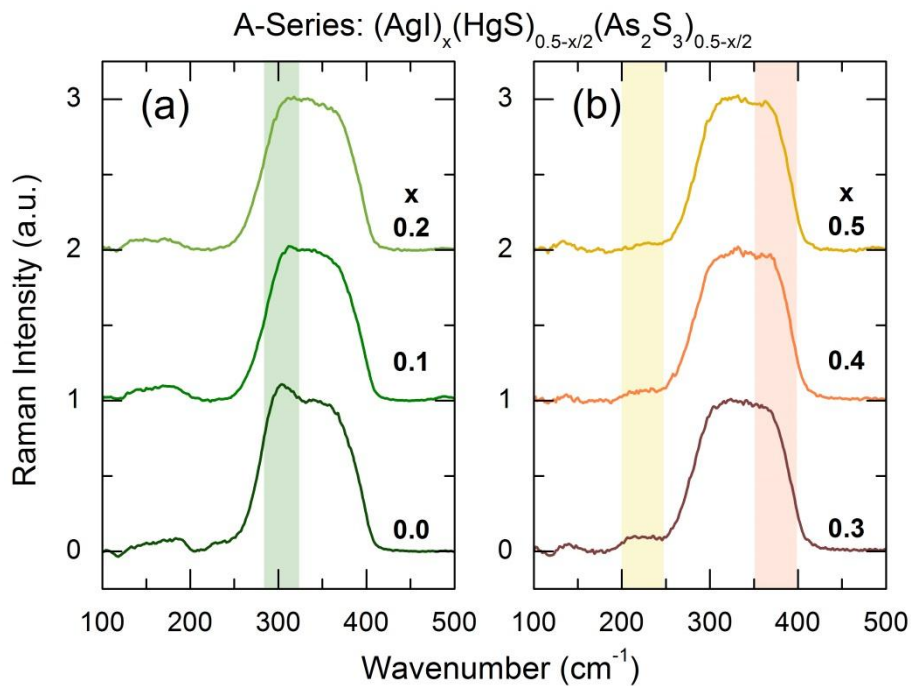 A-Series: (AgI)x(HgS)0.5-x/2(As2S3)0.5-x/2
(a)
(b)
3
x
0.2
x
0.5
2
0.1
0.4
1
0.0
0.3
0
Raman Intensity (a.u.)
100 200 300 400 500
100 200 300 400 500
Wavenumber (cm-1)